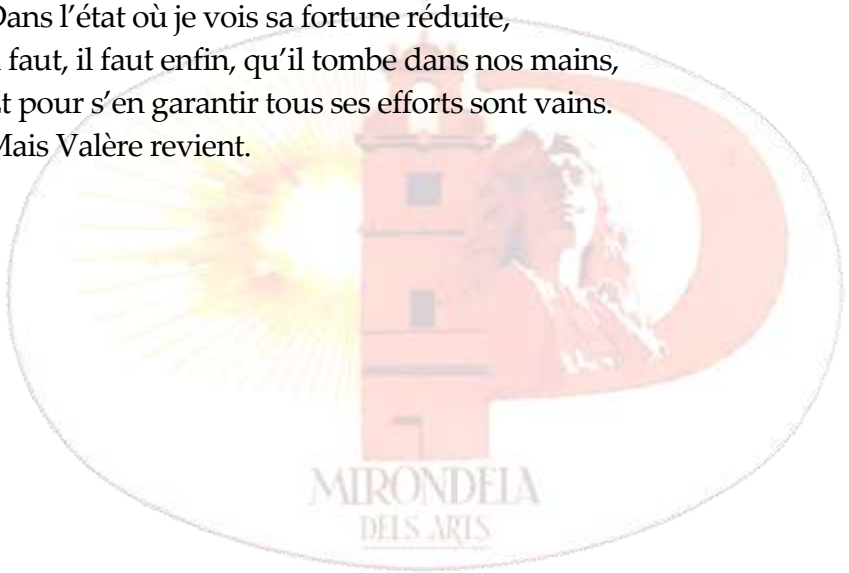 Dans l’état où je vois sa fortune réduite,
faut, il faut enfin, qu’il tombe dans nos mains,
Et pour s’en garantir tous ses efforts sont vains.
Mais Valère revient.
MIRONDELA
DELS ARTS